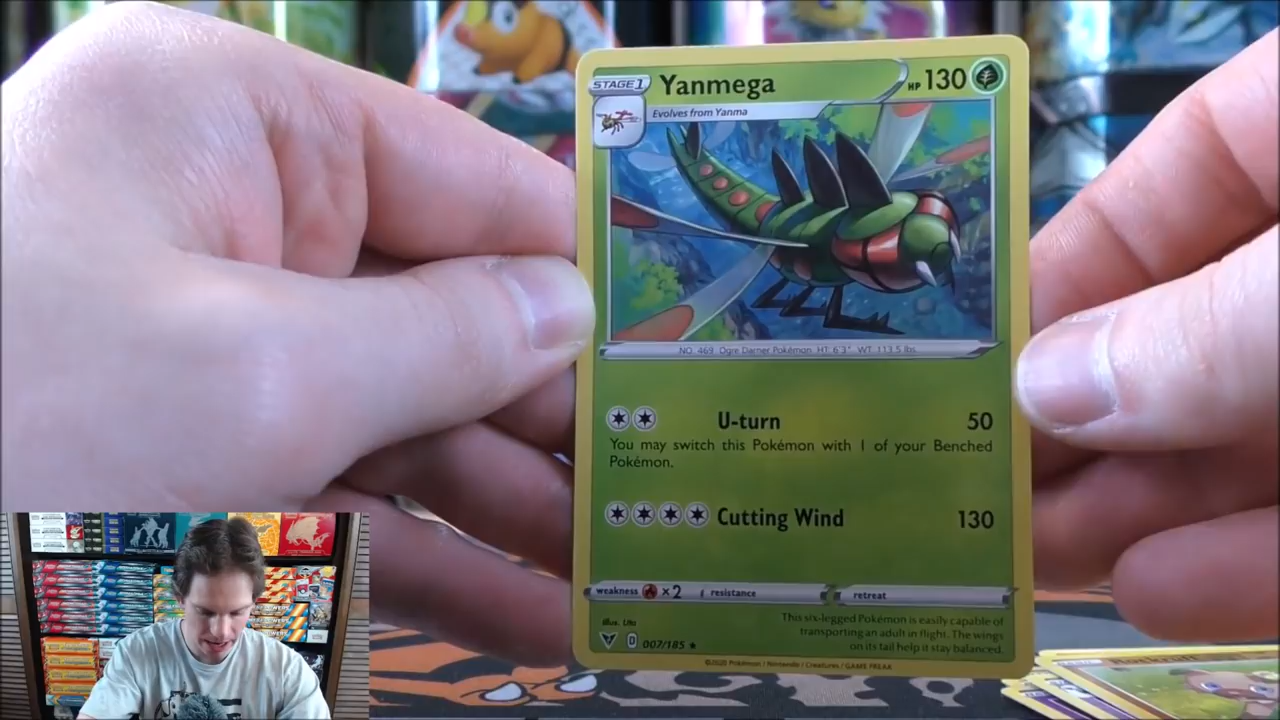 STAGE 1 Yanmega HP 130
Evolves from Yanma
NO. 469 Ogre Darner Pokémon HT: 6'3" WT: 113.5 lbs.
U-turn 50
You may switch this Pokémon with 1 of your Benched
Pokémon.
Cutting Wind 130
weakness ×2 resistance retreat
illus. Uta
D 007/185 ★
This six-legged Pokémon is easily capable of
transporting an adult in flight. The wings
on its tail help it stay balanced.
©2020 Pokémon / Nintendo / Creatures / GAME FREAK